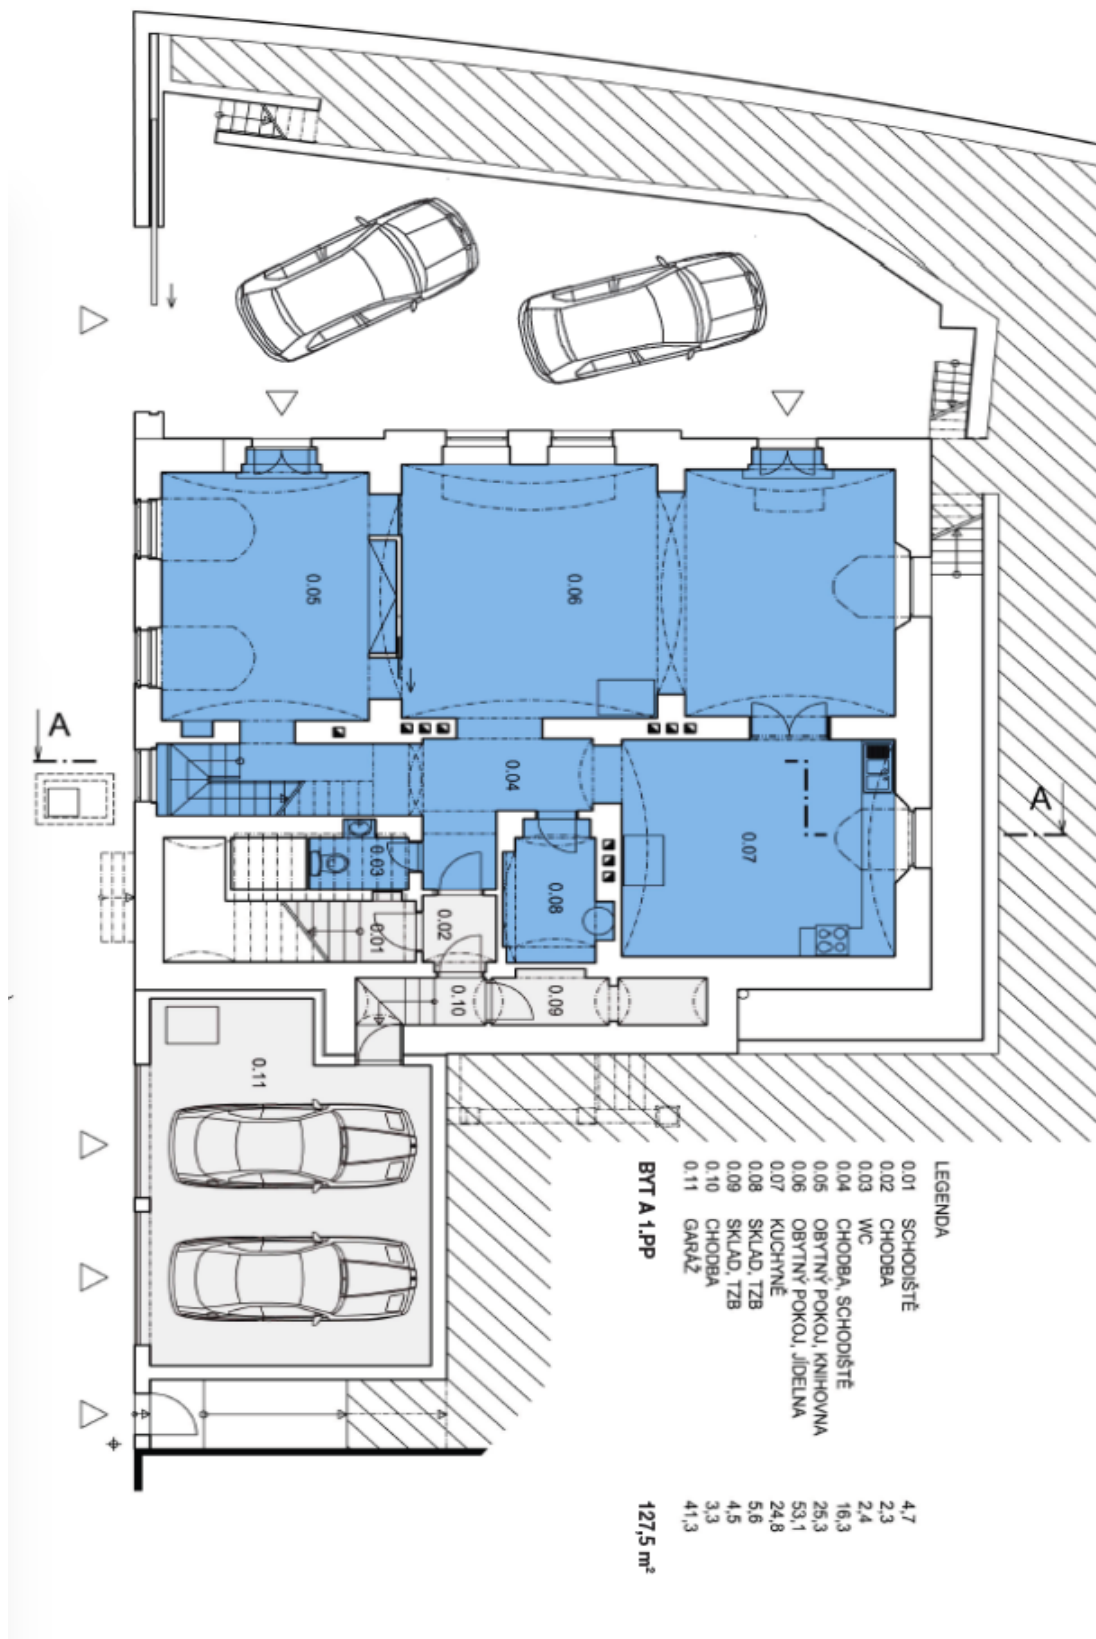 0.05
0.06
0.04
0.07
0.03
0.08
0.01
0.02
0.10
0.09
0.11
A
A
LEGENDA
0.01 SCHODIŠTĚ 4,7
0.02 CHODBA 2,3
0.03 WC 2,4
0.04 CHODBA, SCHODIŠTĚ 16,3
0.05 OBYTNÝ POKOJ, KNIHOVNA 25,3
0.06 OBYTNÝ POKOJ, JÍDELNA 53,1
0.07 KUCHYNĚ 24,8
0.08 SKLAD, TZB 5,6
0.09 SKLAD, TZB 4,5
0.10 CHODBA 3,3
0.11 GARÁŽ 41,3
BYT A 1.PP 127,5 m²